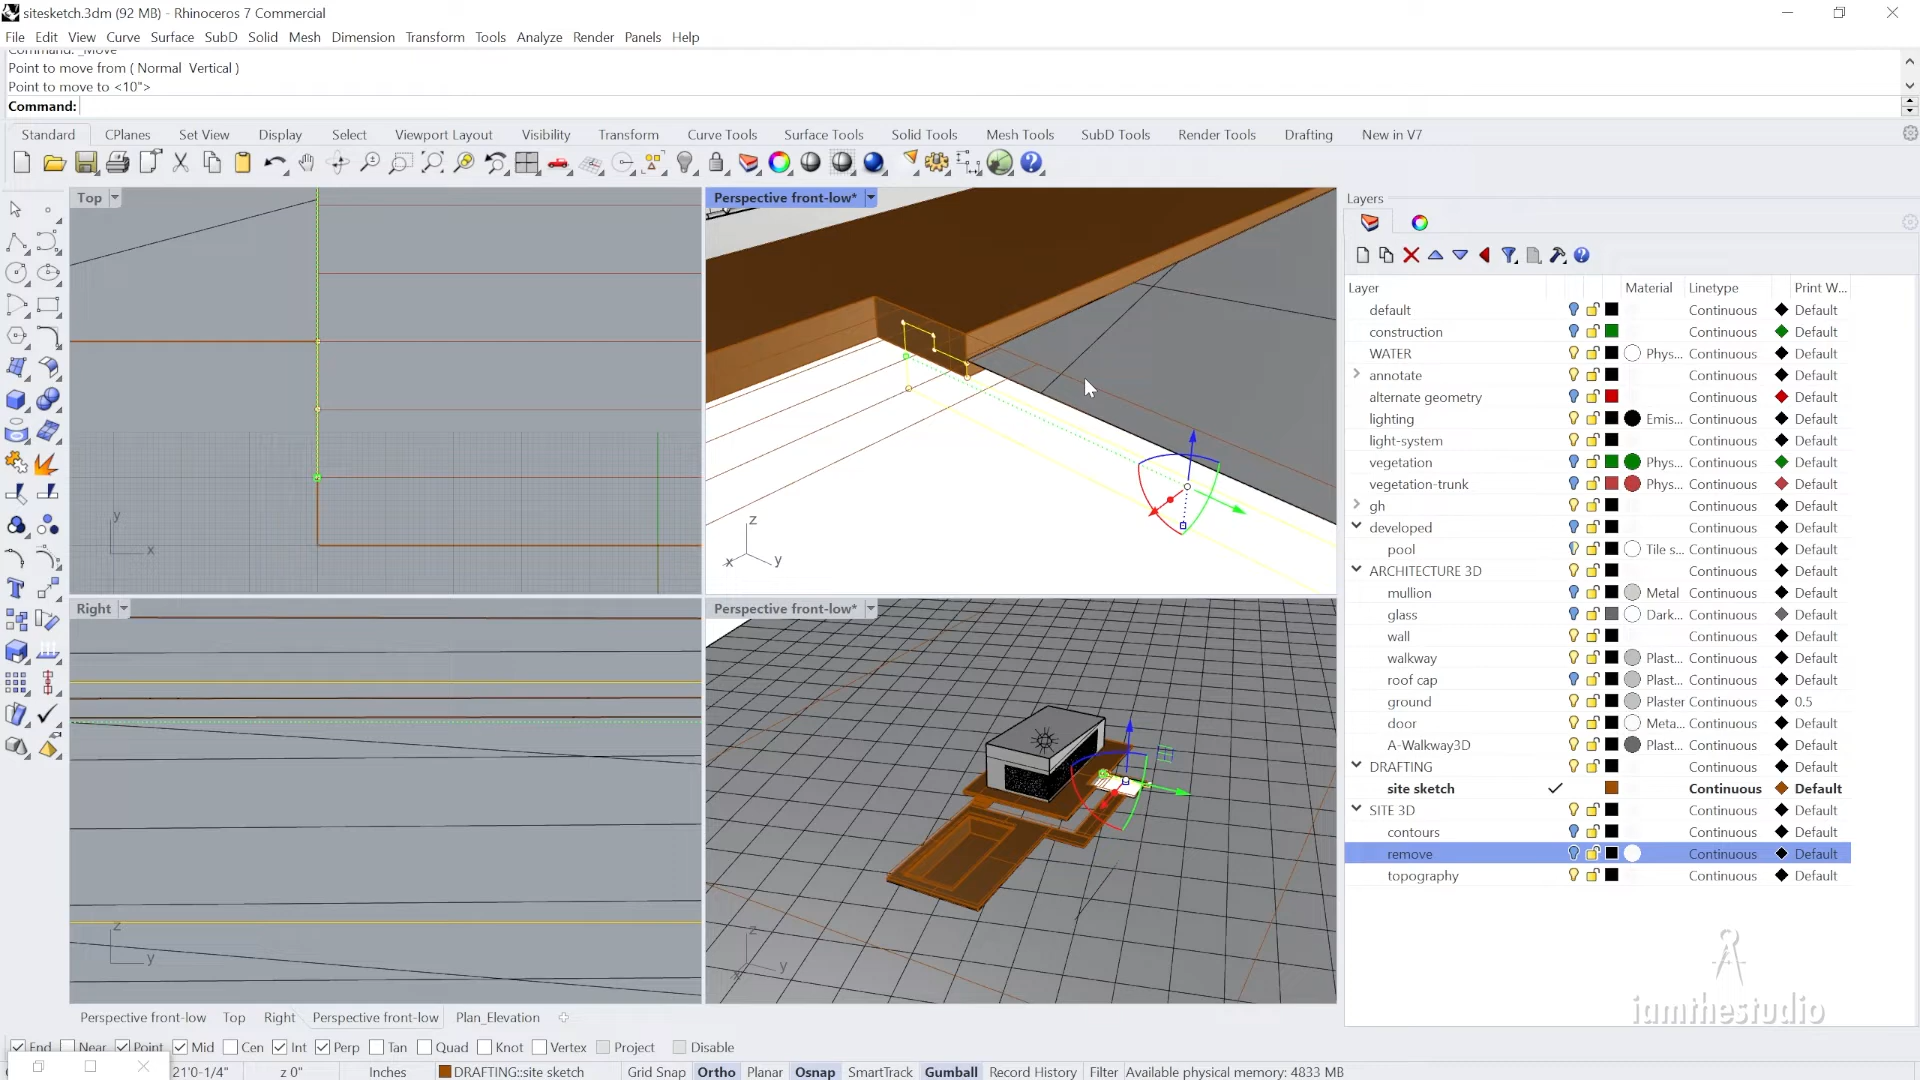 sitesketch.3dm (92 MB) - Rhinoceros 7 Commercial
File Edit View Curve Surface SubD Solid Mesh Dimension Transform Tools Analyze Render Panels Help
Command: _Move
Point to move from ( Normal Vertical )
Point to move to <10">
Command:
Standard CPlanes Set View Display Select Viewport Layout Visibility Transform Curve Tools Surface Tools Solid Tools Mesh Tools SubD Tools Render Tools Drafting New in V7
Top
Perspective front-low*
Layers
Layer Material Linetype Print W...
default Continuous Default
construction Continuous Default
WATER Phys... Continuous Default
annotate Continuous Default
alternate geometry Continuous Default
lighting Emis... Continuous Default
light-system Continuous Default
vegetation Phys... Continuous Default
vegetation-trunk Phys... Continuous Default
gh Continuous Default
developed Continuous Default
pool Tile s... Continuous Default
ARCHITECTURE 3D Continuous Default
mullion Metal Continuous Default
glass Dark... Continuous Default
wall Continuous Default
walkway Plast... Continuous Default
roof cap Plast... Continuous Default
ground Plaster Continuous 0.5
door Meta... Continuous Default
A-Walkway3D Plast... Continuous Default
DRAFTING Continuous Default
site sketch Continuous Default
SITE 3D Continuous Default
contours Continuous Default
remove Continuous Default
topography Continuous Default
y
x
z
x
y
Right
Perspective front-low*
z
y
z
x
y
iamthestudio
Perspective front-low Top Right Perspective front-low Plan_Elevation
End Near Point Mid Cen Int Perp Tan Quad Knot Vertex Project Disable
21'0-1/4" z 0" Inches DRAFTING::site sketch Grid Snap Ortho Planar Osnap SmartTrack Gumball Record History Filter Available physical memory: 4833 MB